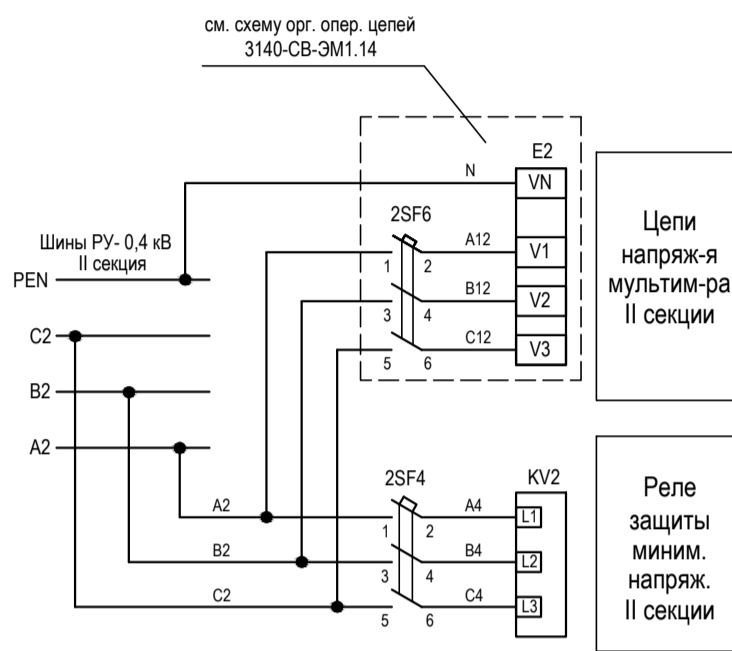 см. схему орг. опер. цепей
3140-СВ-ЭМ1.14
E2
N
VN
2SF6
A12
V1
1 2
B12
V2
3 4
C12
V3
5 6
Цепи
напряж-я
мультим-ра
II секции
Шины РУ- 0,4 кВ
II секция
PEN
C2
B2
A2
2SF4
KV2
A2
A4
L1
1 2
B2
B4
L2
3 4
C2
C4
L3
5 6
Реле
защиты
миним.
напряж.
II секции